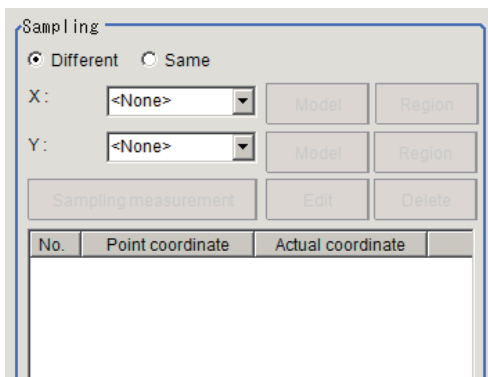 Sampling
Different Same
X: <None> Model Region
Y: <None> Model Region
Sampling measurement Edit Delete
No. Point coordinate Actual coordinate